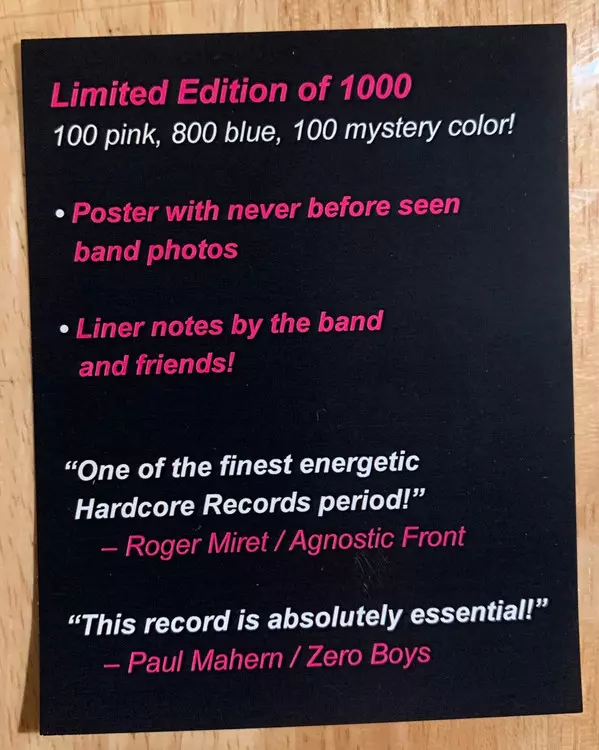 Limited Edition of 1000
100 pink, 800 blue, 100 mystery color!
• Poster with never before seen
band photos
• Liner notes by the band
and friends!
“One of the finest energetic
Hardcore Records period!”
– Roger Miret / Agnostic Front
“This record is absolutely essential!”
– Paul Mahern / Zero Boys